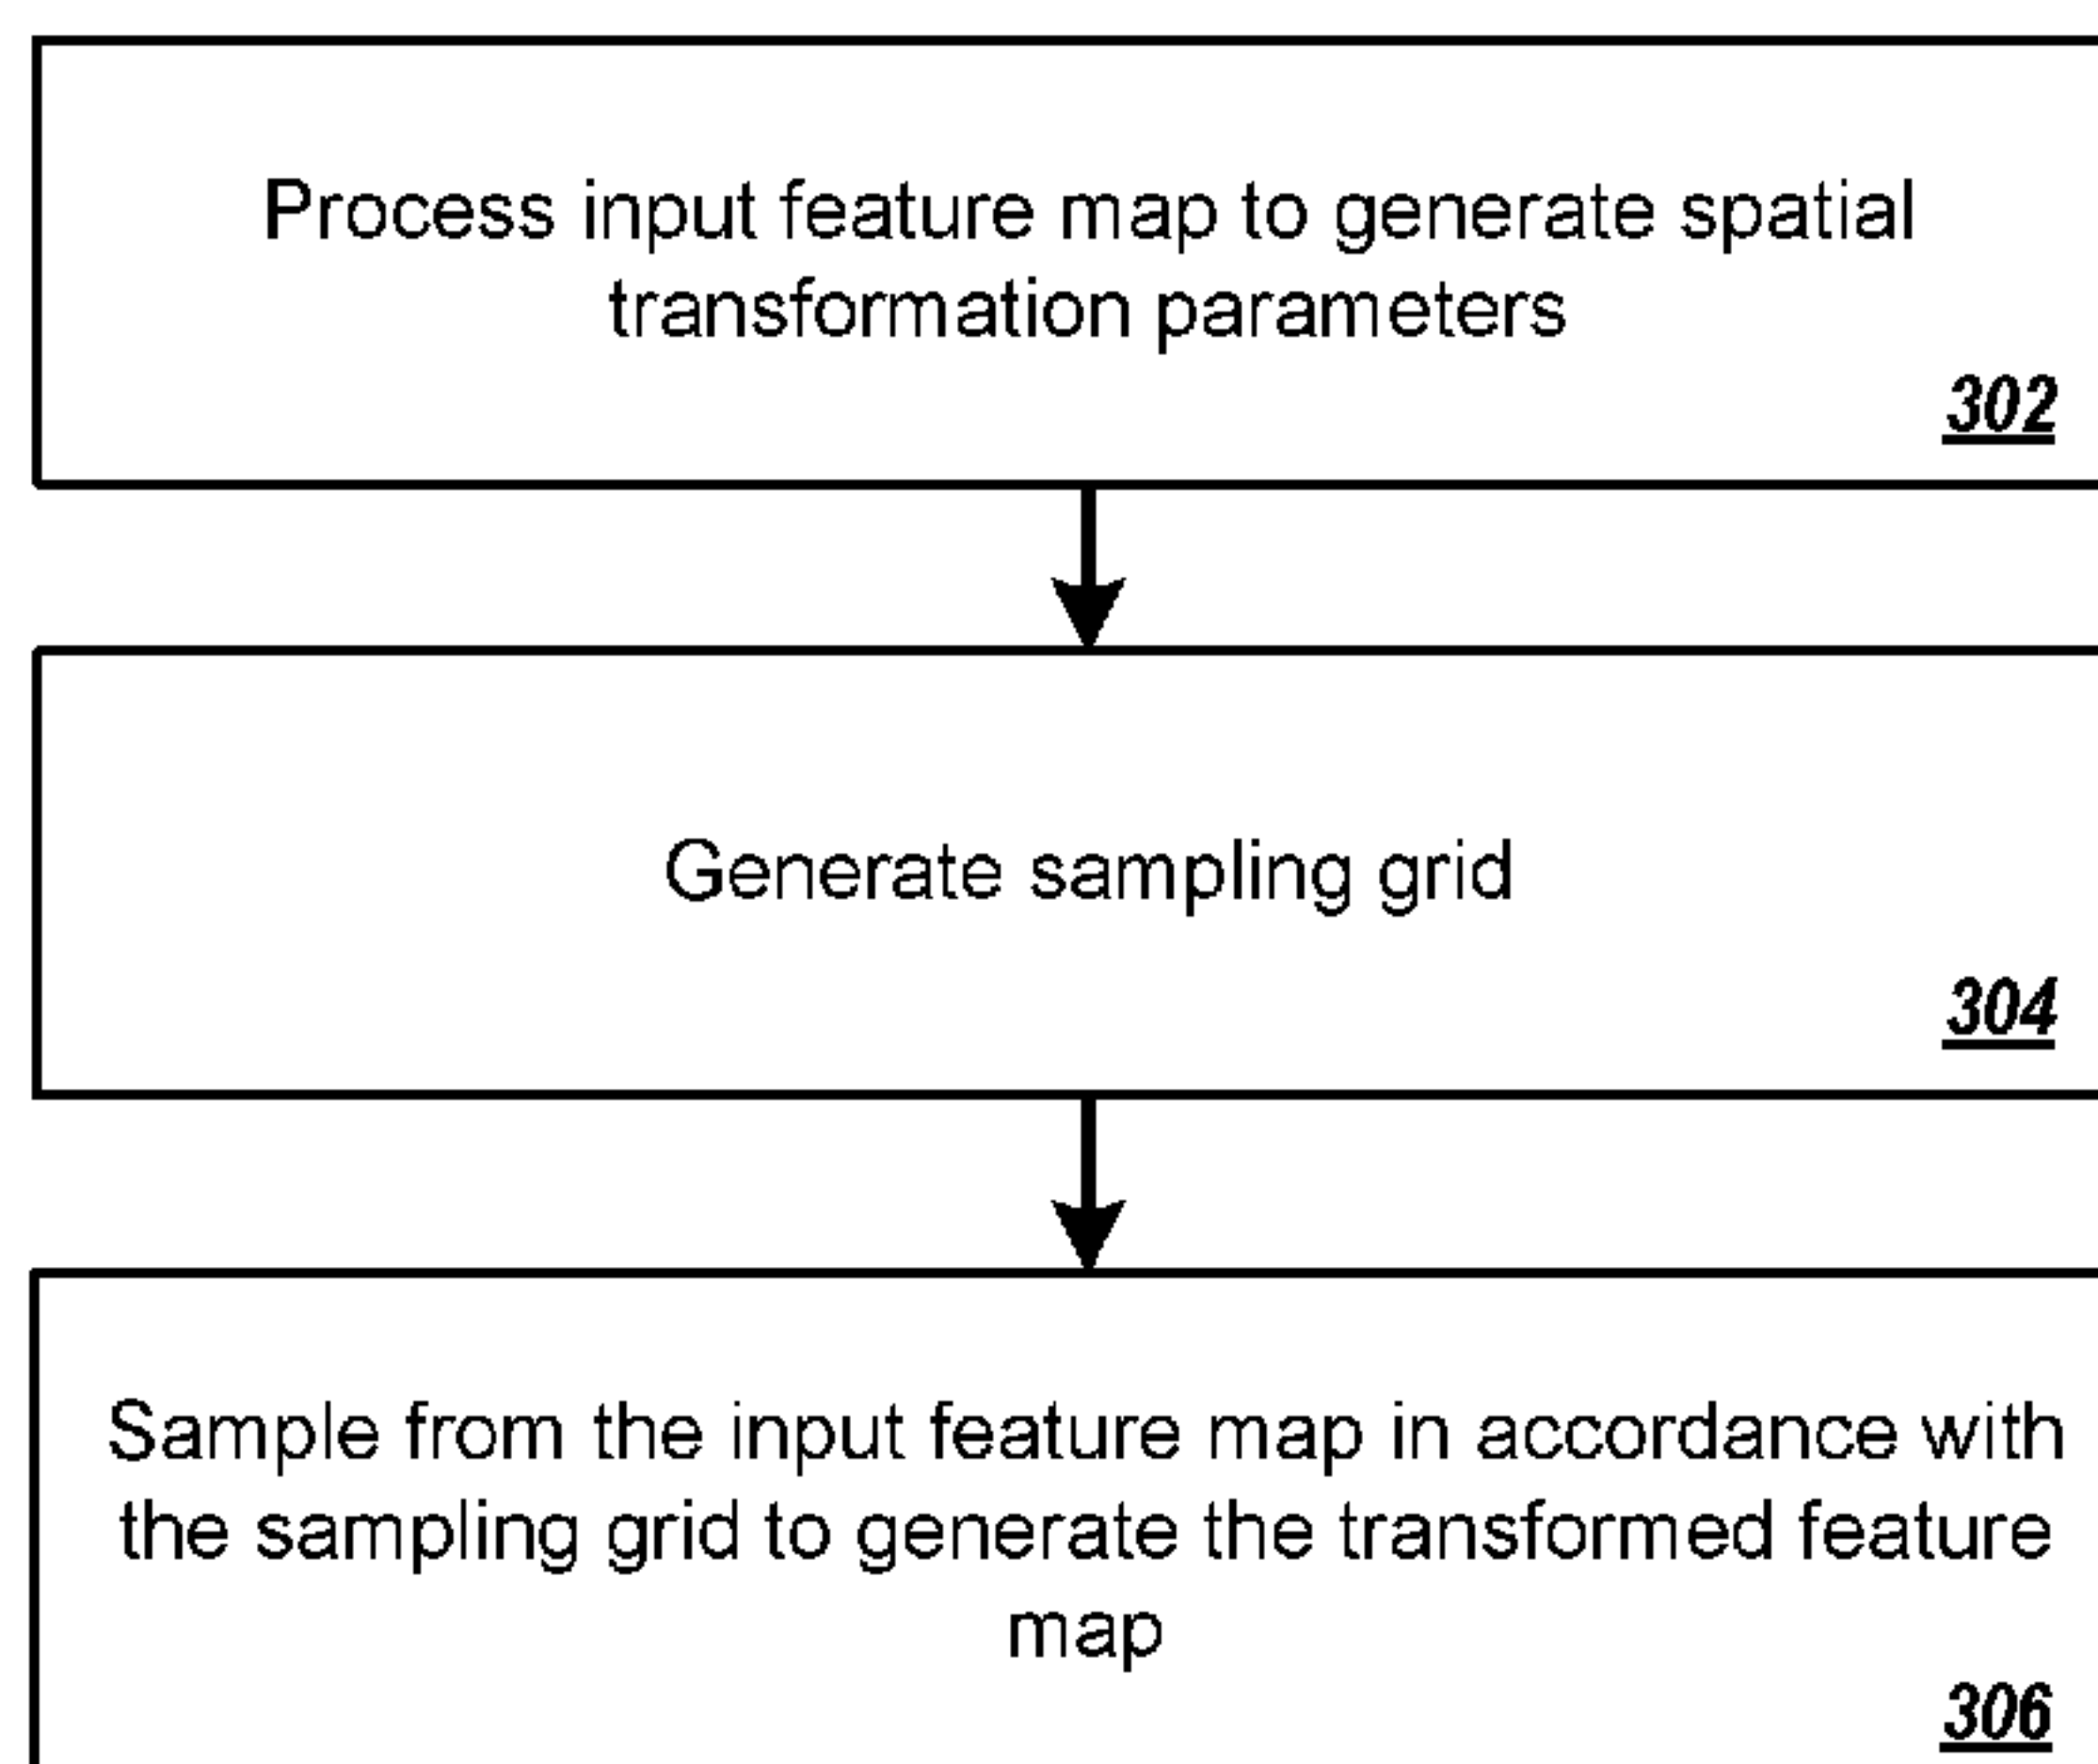 Process input feature map to generate spatial
transformation parameters
302
Generate sampling grid
304
Sample from the input feature map in accordance with
the sampling grid to generate the transformed feature
map
306